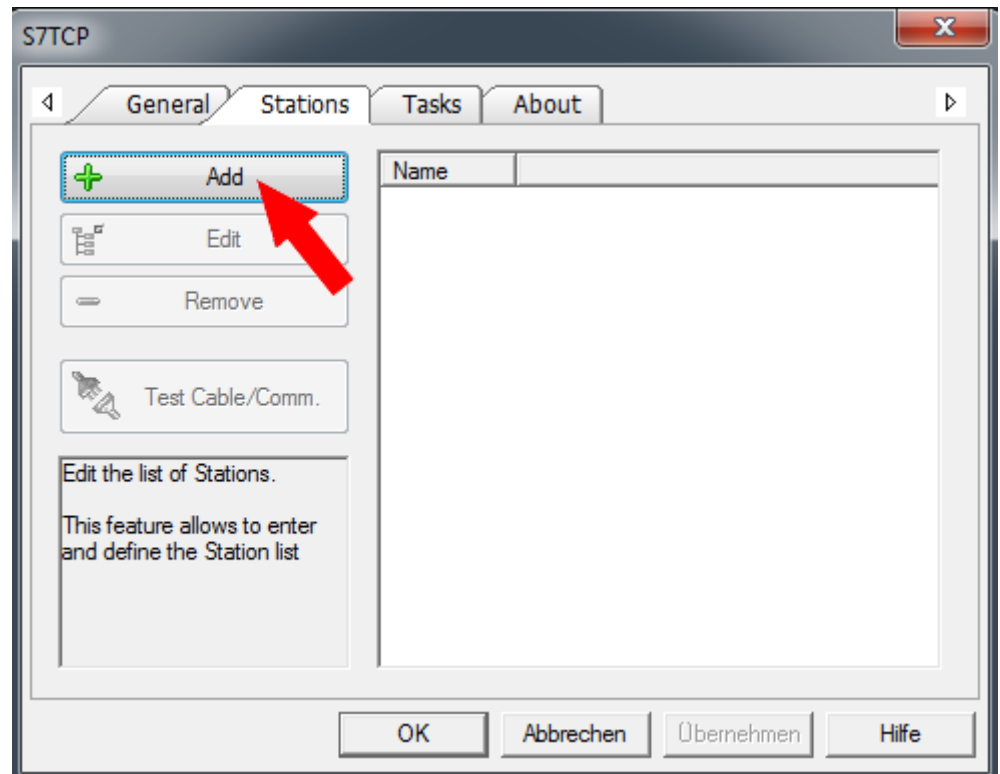 S7TCP
General Stations Tasks About
Add
Edit
Remove
Test Cable/Comm.
Name
Edit the list of Stations.
This feature allows to enter
and define the Station list
OK Abbrechen Übernehmen Hilfe